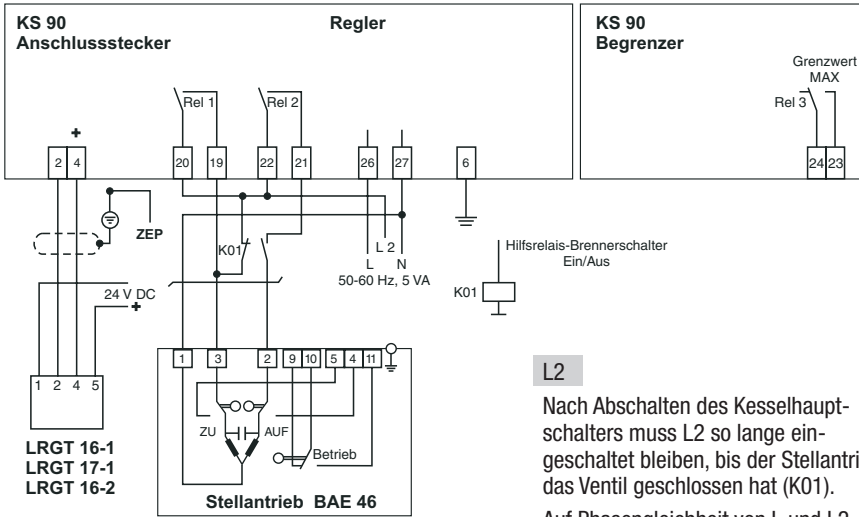 KS 90
Anschlussstecker
Regler
KS 90
Begrenzer
Grenzwert
MAX
Rel 1
Rel 2
Rel 3
+
2 4 20 19 22 21 26 27 6 24 23
ZEP
K01
L 2
L N
50-60 Hz, 5 VA
Hilfsrelais-Brennerschalter
Ein/Aus
K01
24 V DC
+
1 3 2 9 10 5 4 11
1 2 4 5
ZU AUF
Betrieb
LRGT 16-1
LRGT 17-1
LRGT 16-2
Stellantrieb BAE 46
L2
Nach Abschalten des Kesselhaupt-
schalters muss L2 so lange ein-
geschaltet bleiben, bis der Stellantri
das Ventil geschlossen hat (K01).
Auf Phasengleichheit von L und L2